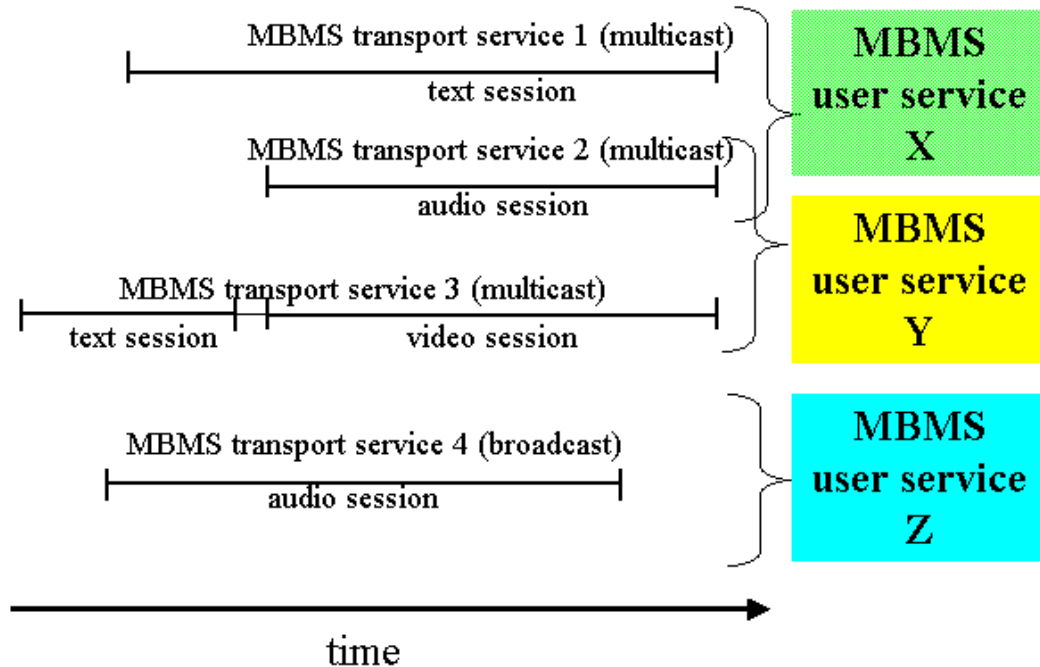 MBMS transport service 1 (multicast)
text session
MBMS transport service 2 (multicast)
audio session
MBMS transport service 3 (multicast)
text session
video session
MBMS transport service 4 (broadcast)
audio session
time
MBMS
user service
X
MBMS
user service
Y
MBMS
user service
Z